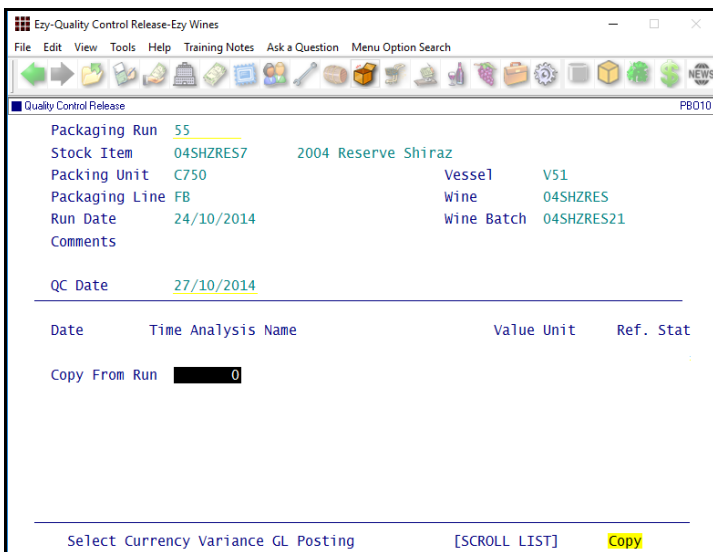 Ezy-Quality Control Release-Ezy Wines
File Edit View Tools Help Training Notes Ask a Question Menu Option Search
NEWS
Quality Control Release PBO10
Packaging Run 55
Stock Item 04SHZRES7 2004 Reserve Shiraz
Packing Unit C750 Vessel V51
Packaging Line FB Wine 04SHZRES
Run Date 24/10/2014 Wine Batch 04SHZRES21
Comments
QC Date 27/10/2014
Date Time Analysis Name Value Unit Ref. Stat
Copy From Run 0
Select Currency Variance GL Posting [SCROLL LIST] Copy